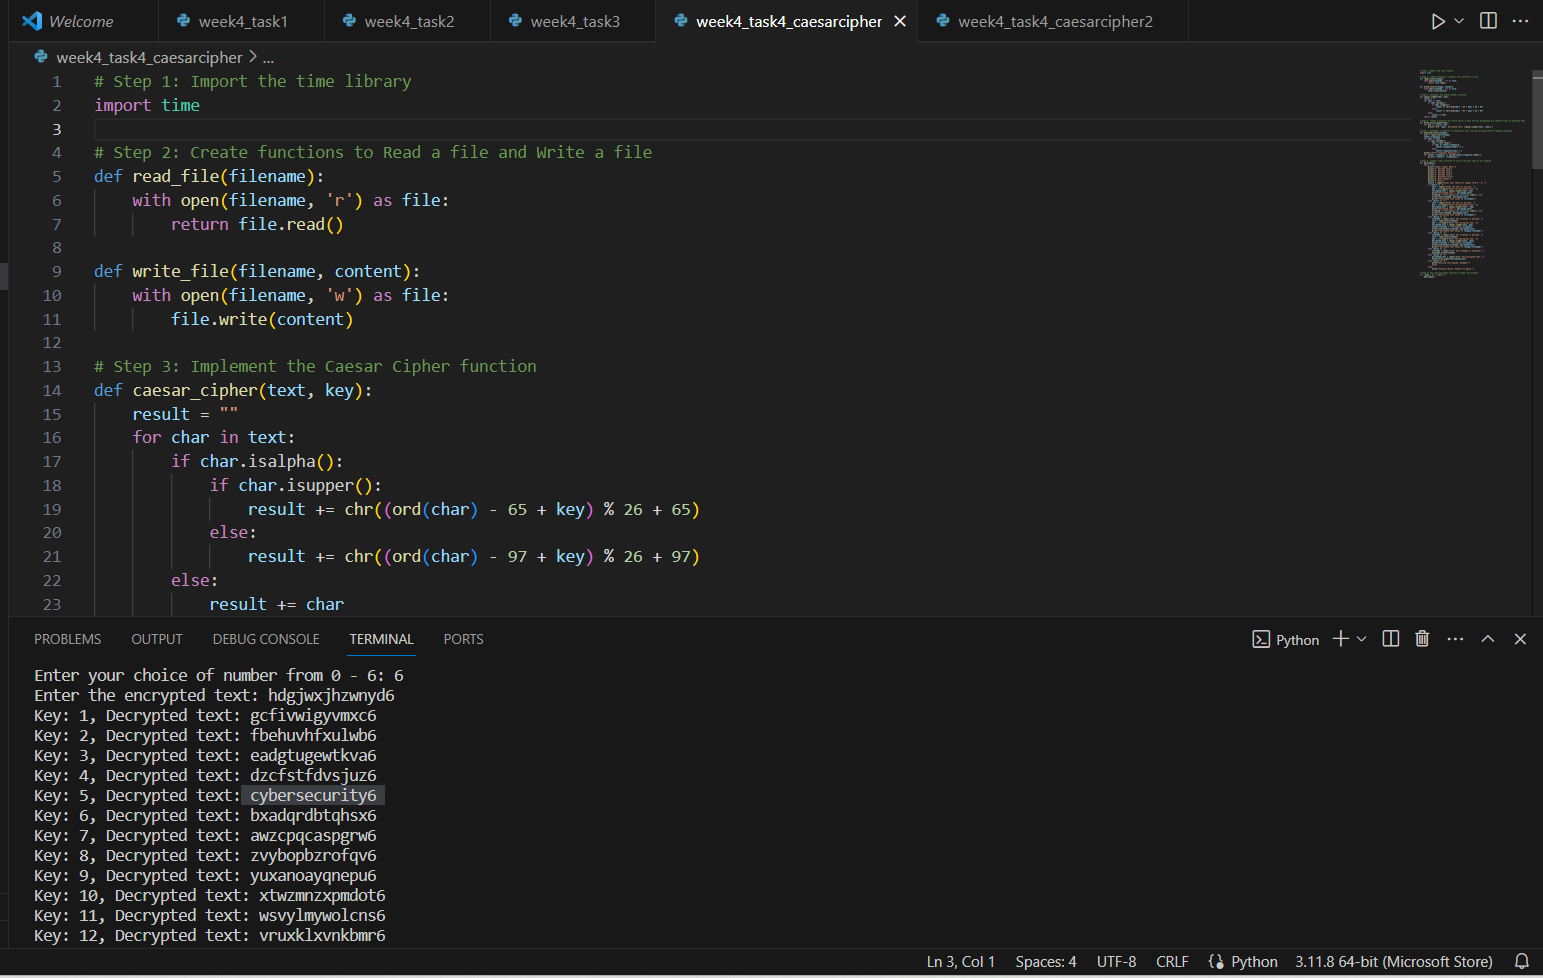 Welcome week4_task1 week4_task2 week4_task3 week4_task4_caesarcipher week4_task4_caesarcipher2
week4_task4_caesarcipher > ...
1 # Step 1: Import the time library
2 import time
3
4 # Step 2: Create functions to Read a file and Write a file
5 def read_file(filename):
6 with open(filename, 'r') as file:
7 return file.read()
8
9 def write_file(filename, content):
10 with open(filename, 'w') as file:
11 file.write(content)
12
13 # Step 3: Implement the Caesar Cipher function
14 def caesar_cipher(text, key):
15 result = ""
16 for char in text:
17 if char.isalpha():
18 if char.isupper():
19 result += chr((ord(char) - 65 + key) % 26 + 65)
20 else:
21 result += chr((ord(char) - 97 + key) % 26 + 97)
22 else:
23 result += char
PROBLEMS OUTPUT DEBUG CONSOLE TERMINAL PORTS Python
Enter your choice of number from 0 - 6: 6
Enter the encrypted text: hdgjwxjhzwnyd6
Key: 1, Decrypted text: gcfivwigyvmxc6
Key: 2, Decrypted text: fbehuvhfxulwb6
Key: 3, Decrypted text: eadgtugewtkva6
Key: 4, Decrypted text: dzcfstfdvsjuz6
Key: 5, Decrypted text: cybersecurity6
Key: 6, Decrypted text: bxadqrdbtqhsx6
Key: 7, Decrypted text: awzcpqcaspgrw6
Key: 8, Decrypted text: zvybopbzrofqv6
Key: 9, Decrypted text: yuxanoayqnepu6
Key: 10, Decrypted text: xtwzmnzxpmdot6
Key: 11, Decrypted text: wsvylmywolcns6
Key: 12, Decrypted text: vruxklxvnkbmr6
Ln 3, Col 1 Spaces: 4 UTF-8 CRLF Python 3.11.8 64-bit (Microsoft Store)